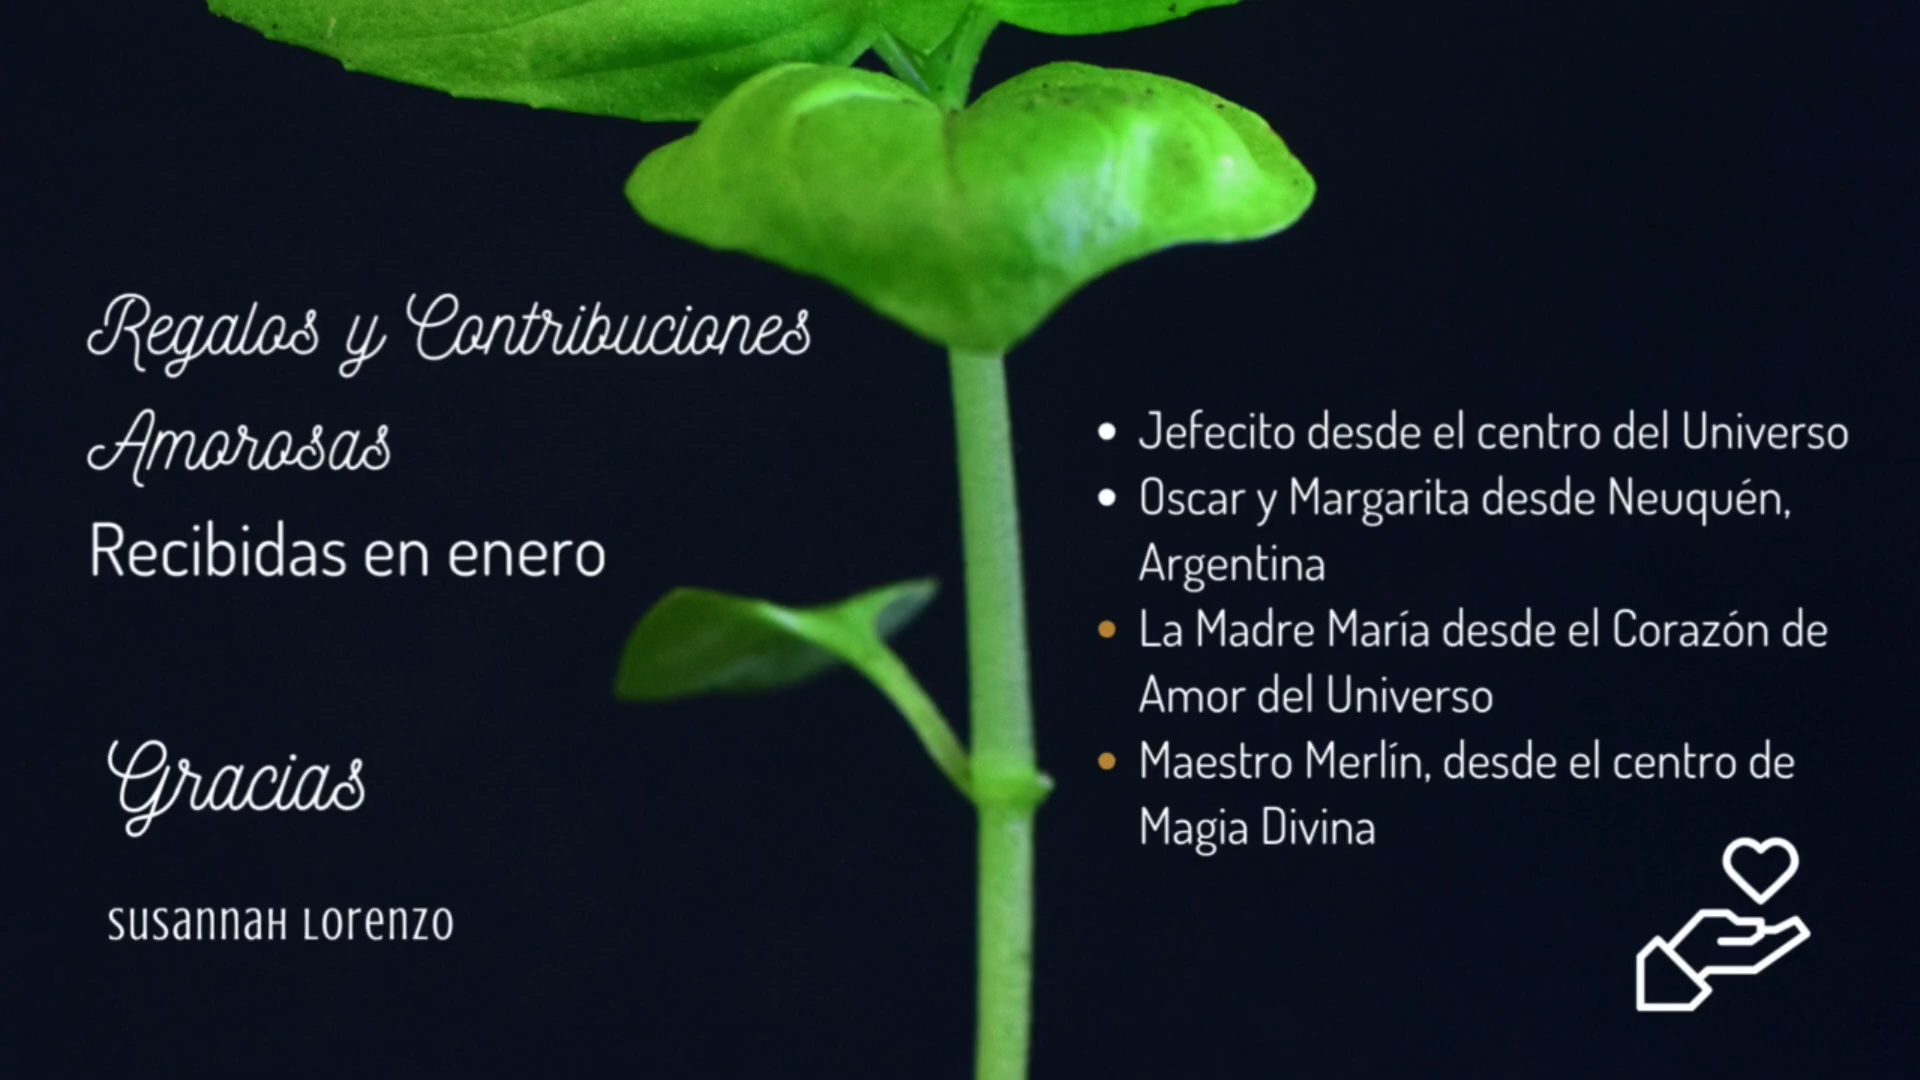 Regalos y Contribuciones
Amorosas
Recibidas en enero
Gracias
susannaH Lorenzo
Jefecito desde el centro del Universo
Oscar y Margarita desde Neuquén,
Argentina
La Madre María desde el Corazón de
Amor del Universo
Maestro Merlín, desde el centro de
Magia Divina